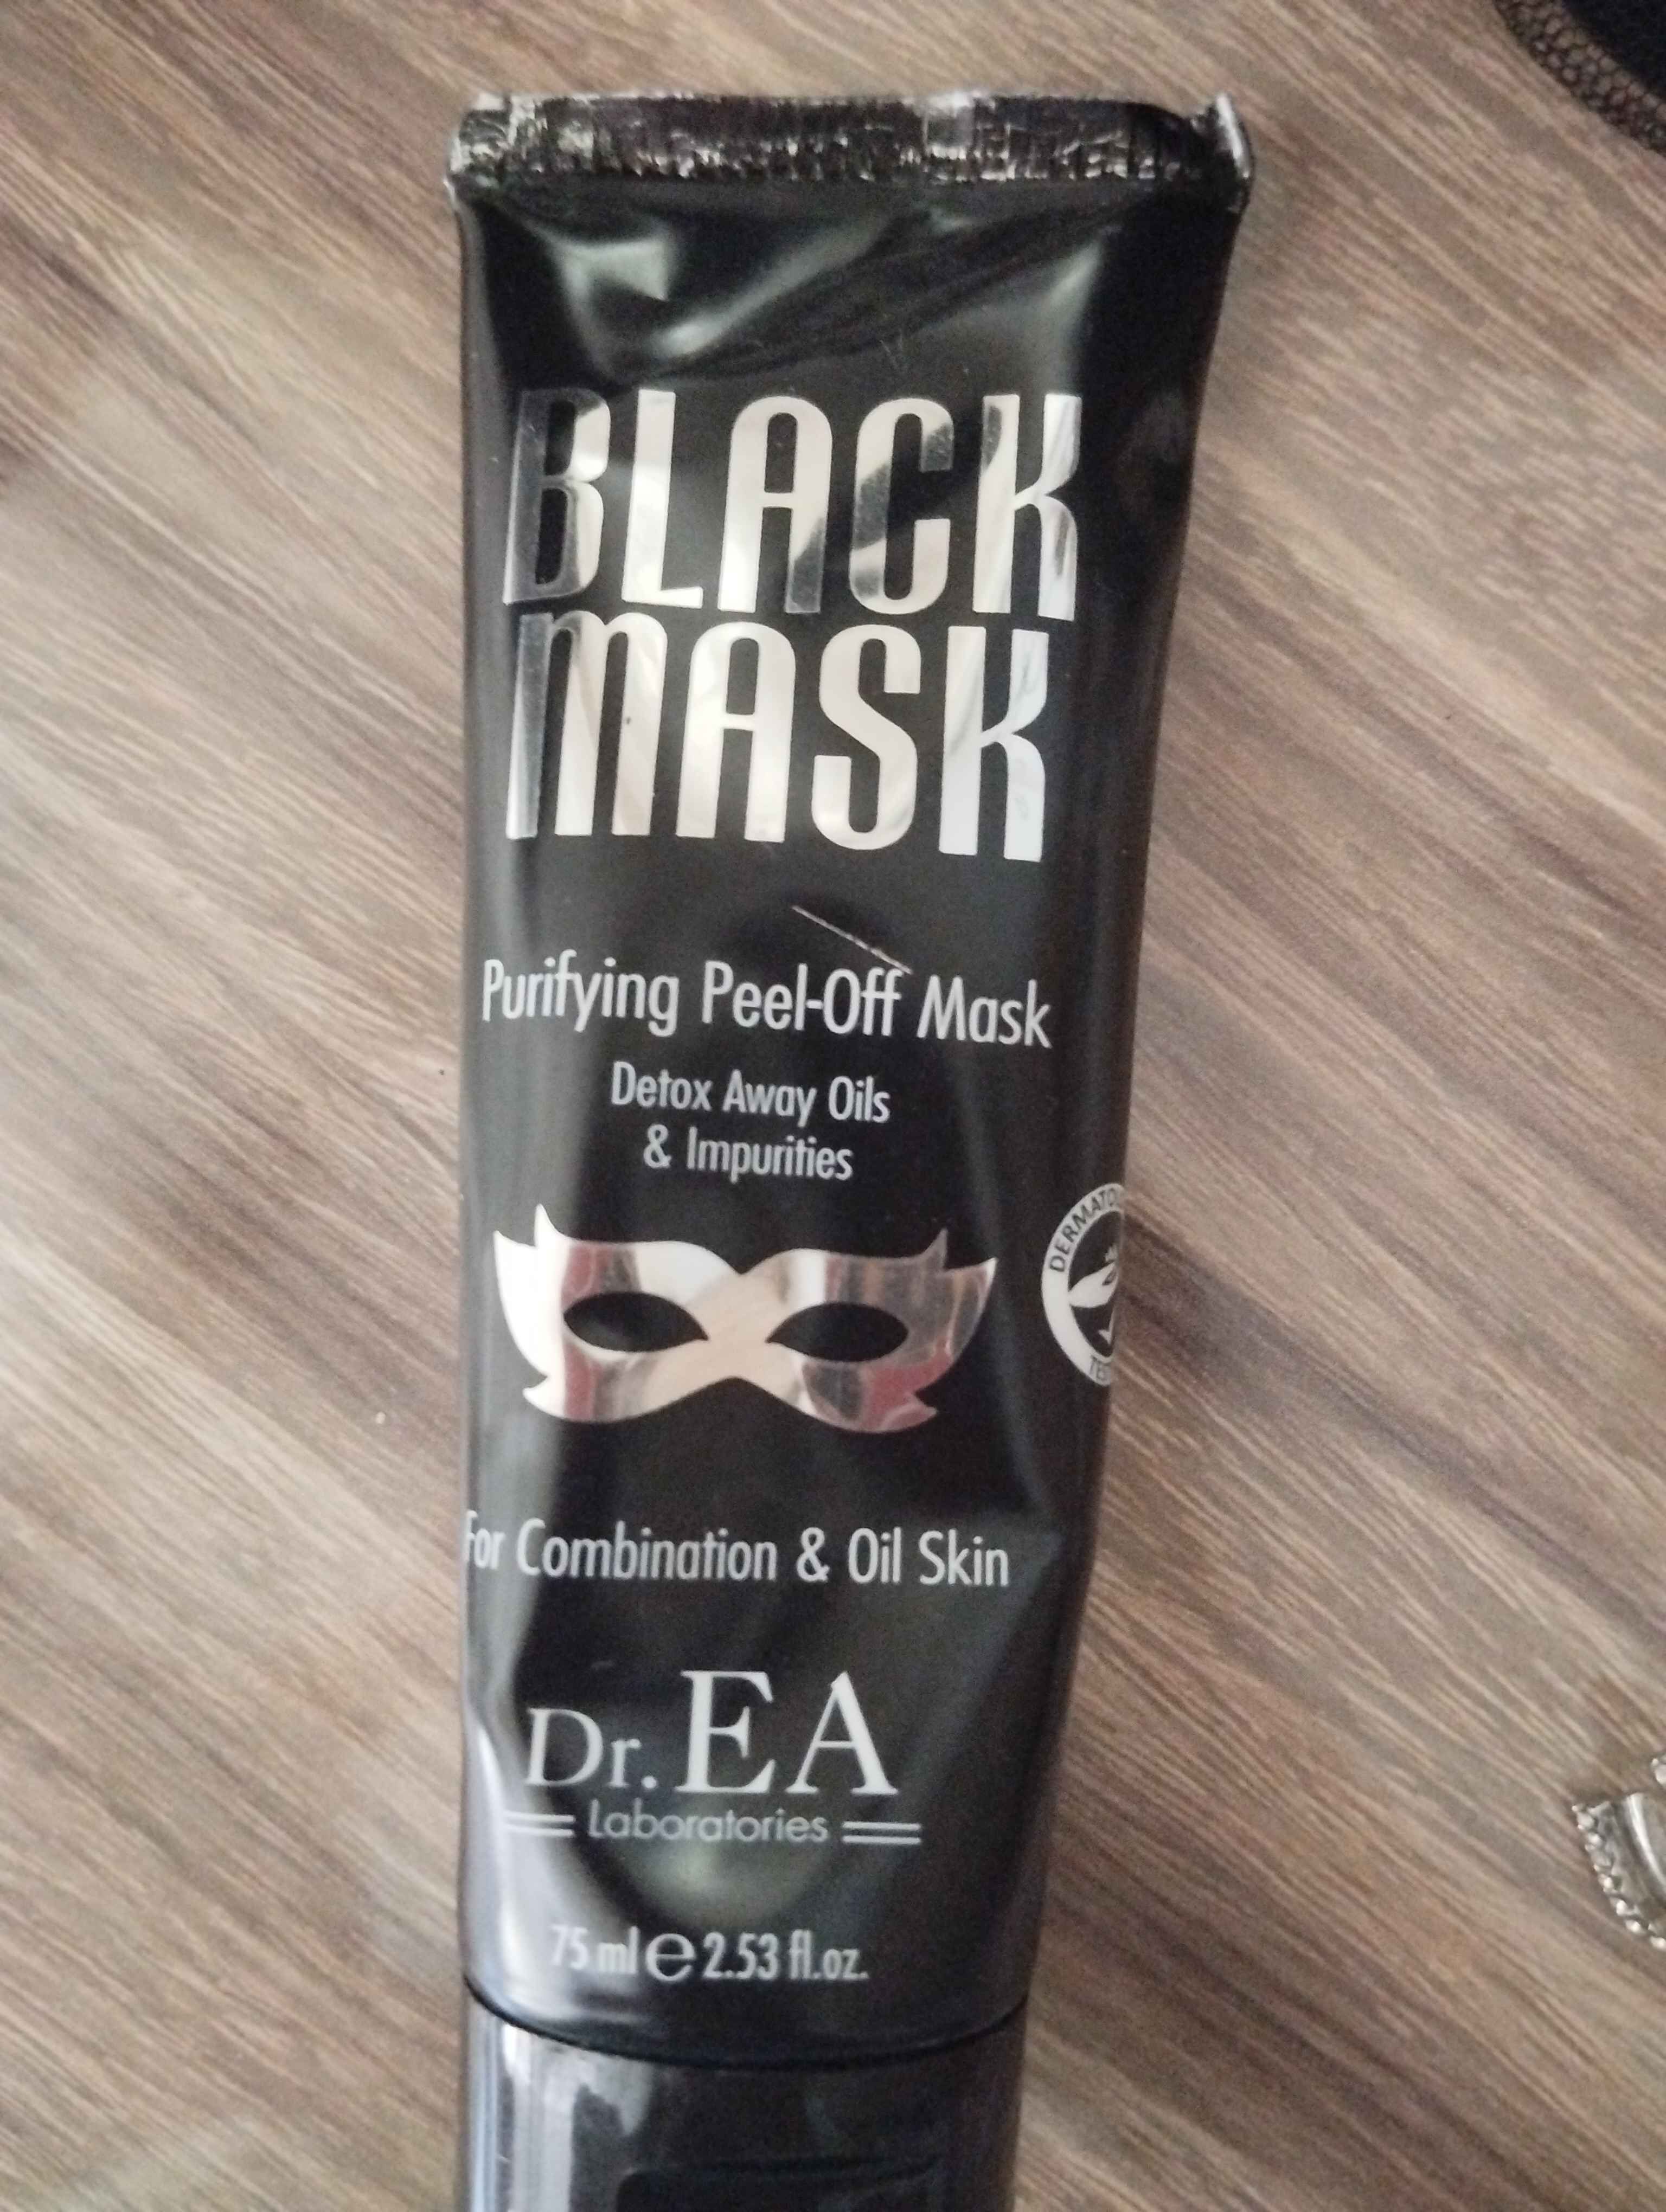 BLACK
MASK
Purifying Peel-Off Mask
Detox Away Oils
& Impurities
For Combination & Oil Skin
Dr. EA
Laboratories
75 ml e 2.53 fl.oz.